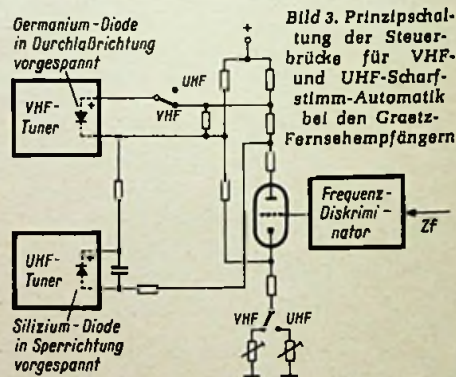 Germanium-Diode
in Durchlaßrichtung
vorgespannt
Bild 3. Prinzipschal-
tung der Steuer-
brücke für VHF-
und UHF-Scharf-
stimm-Automatik
bei den Graetz-
Fernsehempfängern
+
UHF
VHF
VHF-
Tuner
+
Frequenz-
Diskrimi-
nator
Zf
UHF-
Tuner
+
VHF
UHF
Silizium-Diode
in Sperrichtung
vorgespannt